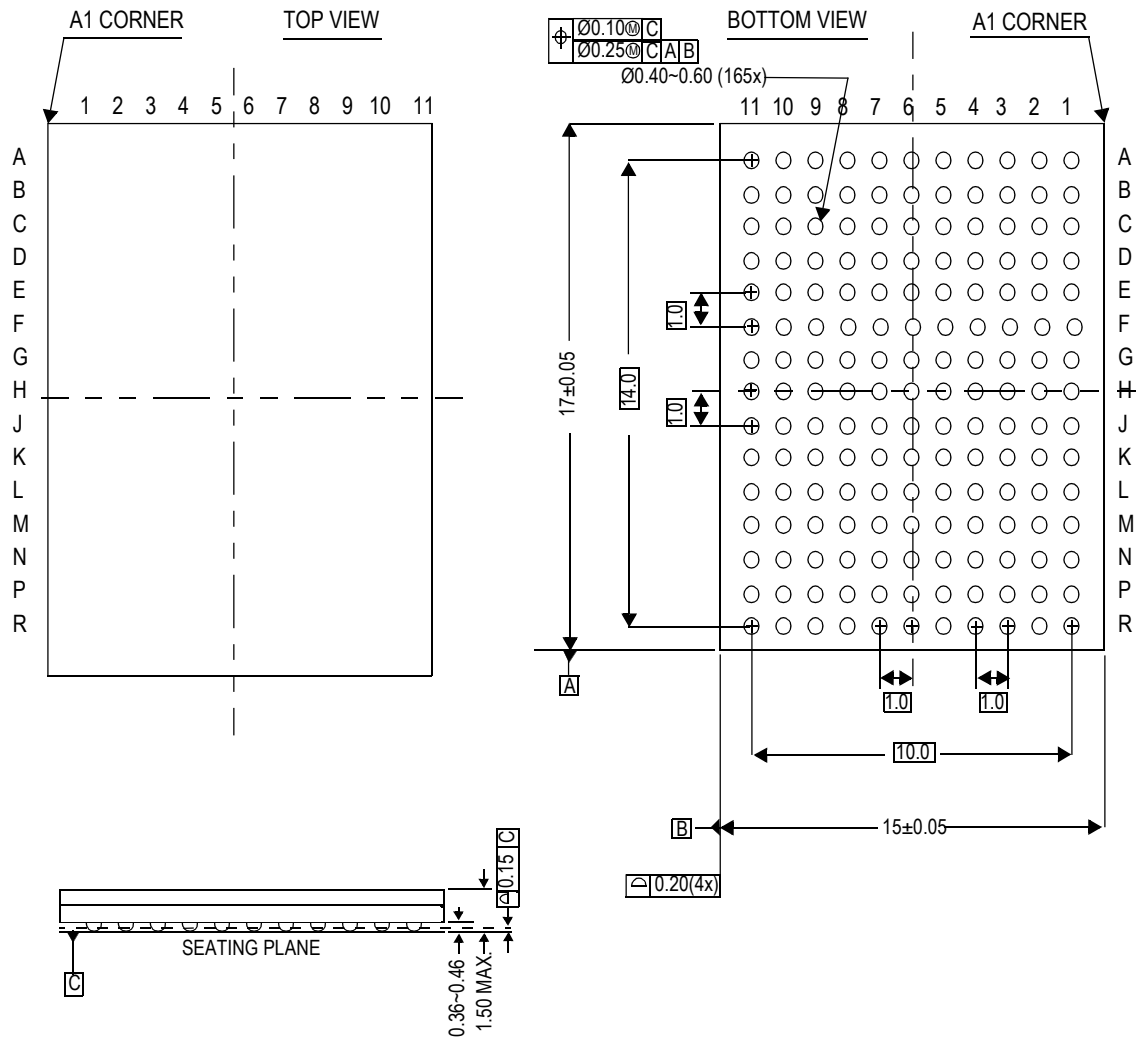 A1 CORNER
TOP VIEW
BOTTOM VIEW
A1 CORNER
Ø0.10Ⓜ C
Ø0.25Ⓜ C A B
Ø0.40~0.60 (165x)
1 2 3 4 5 6 7 8 9 10 11
11 10 9 8 7 6 5 4 3 2 1
A
B
C
D
E
F
G
H
J
K
L
M
N
P
R
17±0.05
14.0
1.0
1.0
A
B
C
D
E
F
G
H
J
K
L
M
N
P
R
A
1.0
1.0
10.0
B
15±0.05
0.20(4x)
0.15 C
SEATING PLANE
C
0.36~0.46
1.50 MAX.